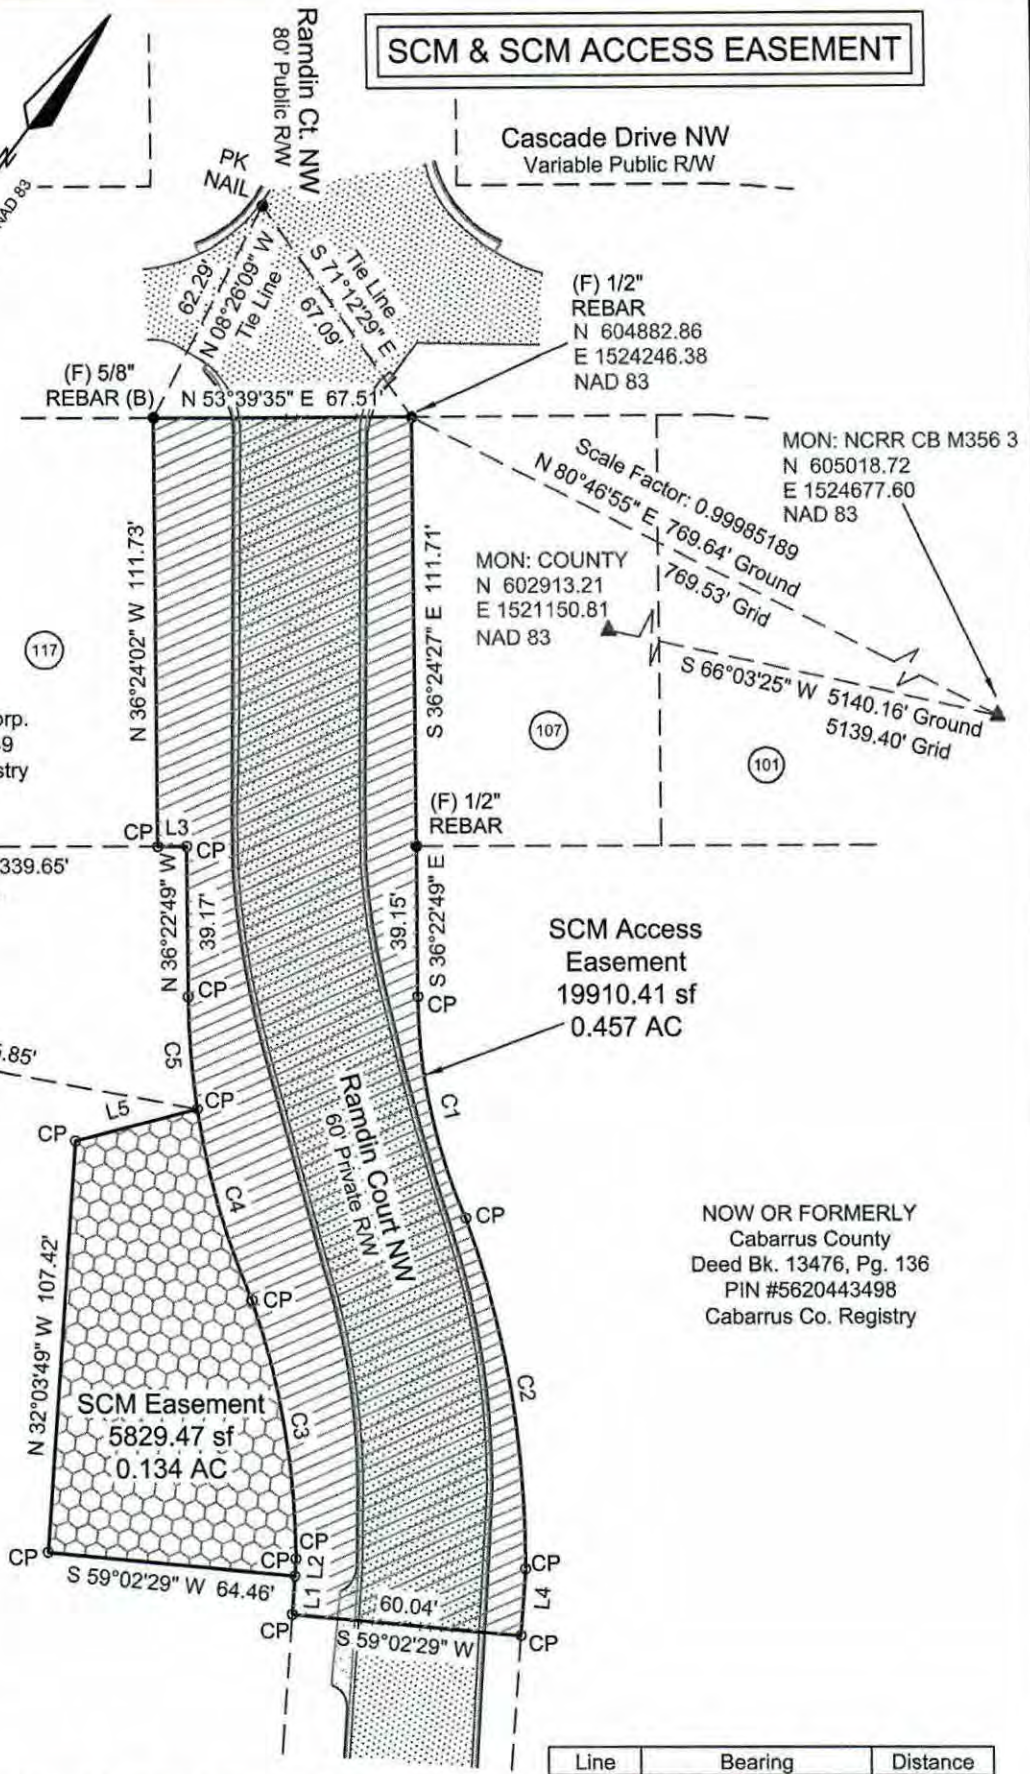 SCM & SCM ACCESS EASEMENT
Ramdin Ct. NW
80' Public R/W
Cascade Drive NW
Variable Public R/W
N
NAD 83
PK
NAIL
62.29'
N 08°26'09" W
Tie Line
Tie Line
S 71°12'29" E
67.09'
(F) 1/2"
REBAR
N 604882.86
E 1524246.38
NAD 83
(F) 5/8"
REBAR (B)
N 53°39'35" E 67.51'
MON: NCRR CB M356 3
N 605018.72
E 1524677.60
NAD 83
Scale Factor: 0.99985189
N 80°46'55" E 769.64' Ground
769.53' Grid
MON: COUNTY
N 602913.21
E 1521150.81
NAD 83
S 66°03'25" W 5140.16' Ground
5139.40' Grid
N 36°24'02" W 111.73'
S 36°24'27" E 111.71'
117
107
101
orp.
9
stry
(F) 1/2"
REBAR
CP
L3
CP
339.65'
N 36°22'49" W
39.17'
39.15'
S 36°22'49" E
CP
CP
SCM Access
Easement
19910.41 sf
0.457 AC
C5
.85'
L5
CP
CP
C1
C4
Ramdin Court NW
60' Private R/W
CP
CP
NOW OR FORMERLY
Cabarrus County
Deed Bk. 13476, Pg. 136
PIN #5620443498
Cabarrus Co. Registry
N 32°03'49" W 107.42'
C2
SCM Easement
5829.47 sf
0.134 AC
C3
CP
CP
CP
CP
L1
L2
L4
S 59°02'29" W 64.46'
60.04'
S 59°02'29" W
CP
CP
Line Bearing Distance